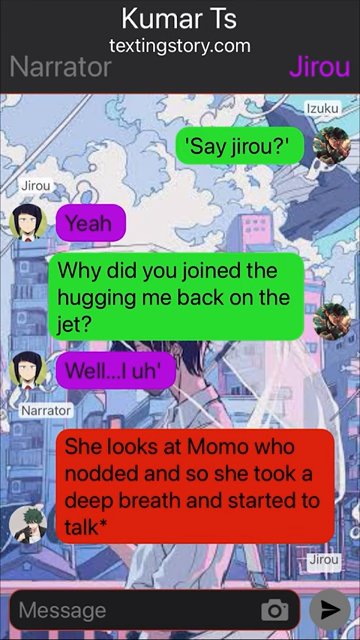 Kumar Ts
textingstory.com
Narrator
Jirou
Izuku
'Say jirou?'
Jirou
Yeah
Why did you joined the
hugging me back on the
jet?
Well...I uh'
Narrator
She looks at Momo who
nodded and so she took a
deep breath and started to
talk*
Jirou
Message